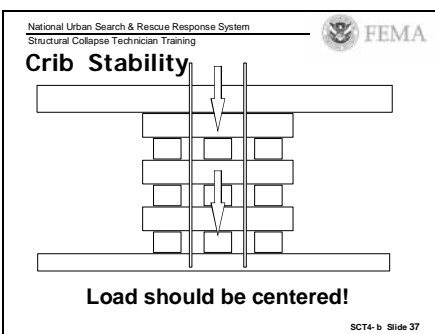 National Urban Search & Rescue Response System
Structural Collapse Technician Training
FEMA
Crib Stability
Load should be centered!
SCT4- b Slide 37